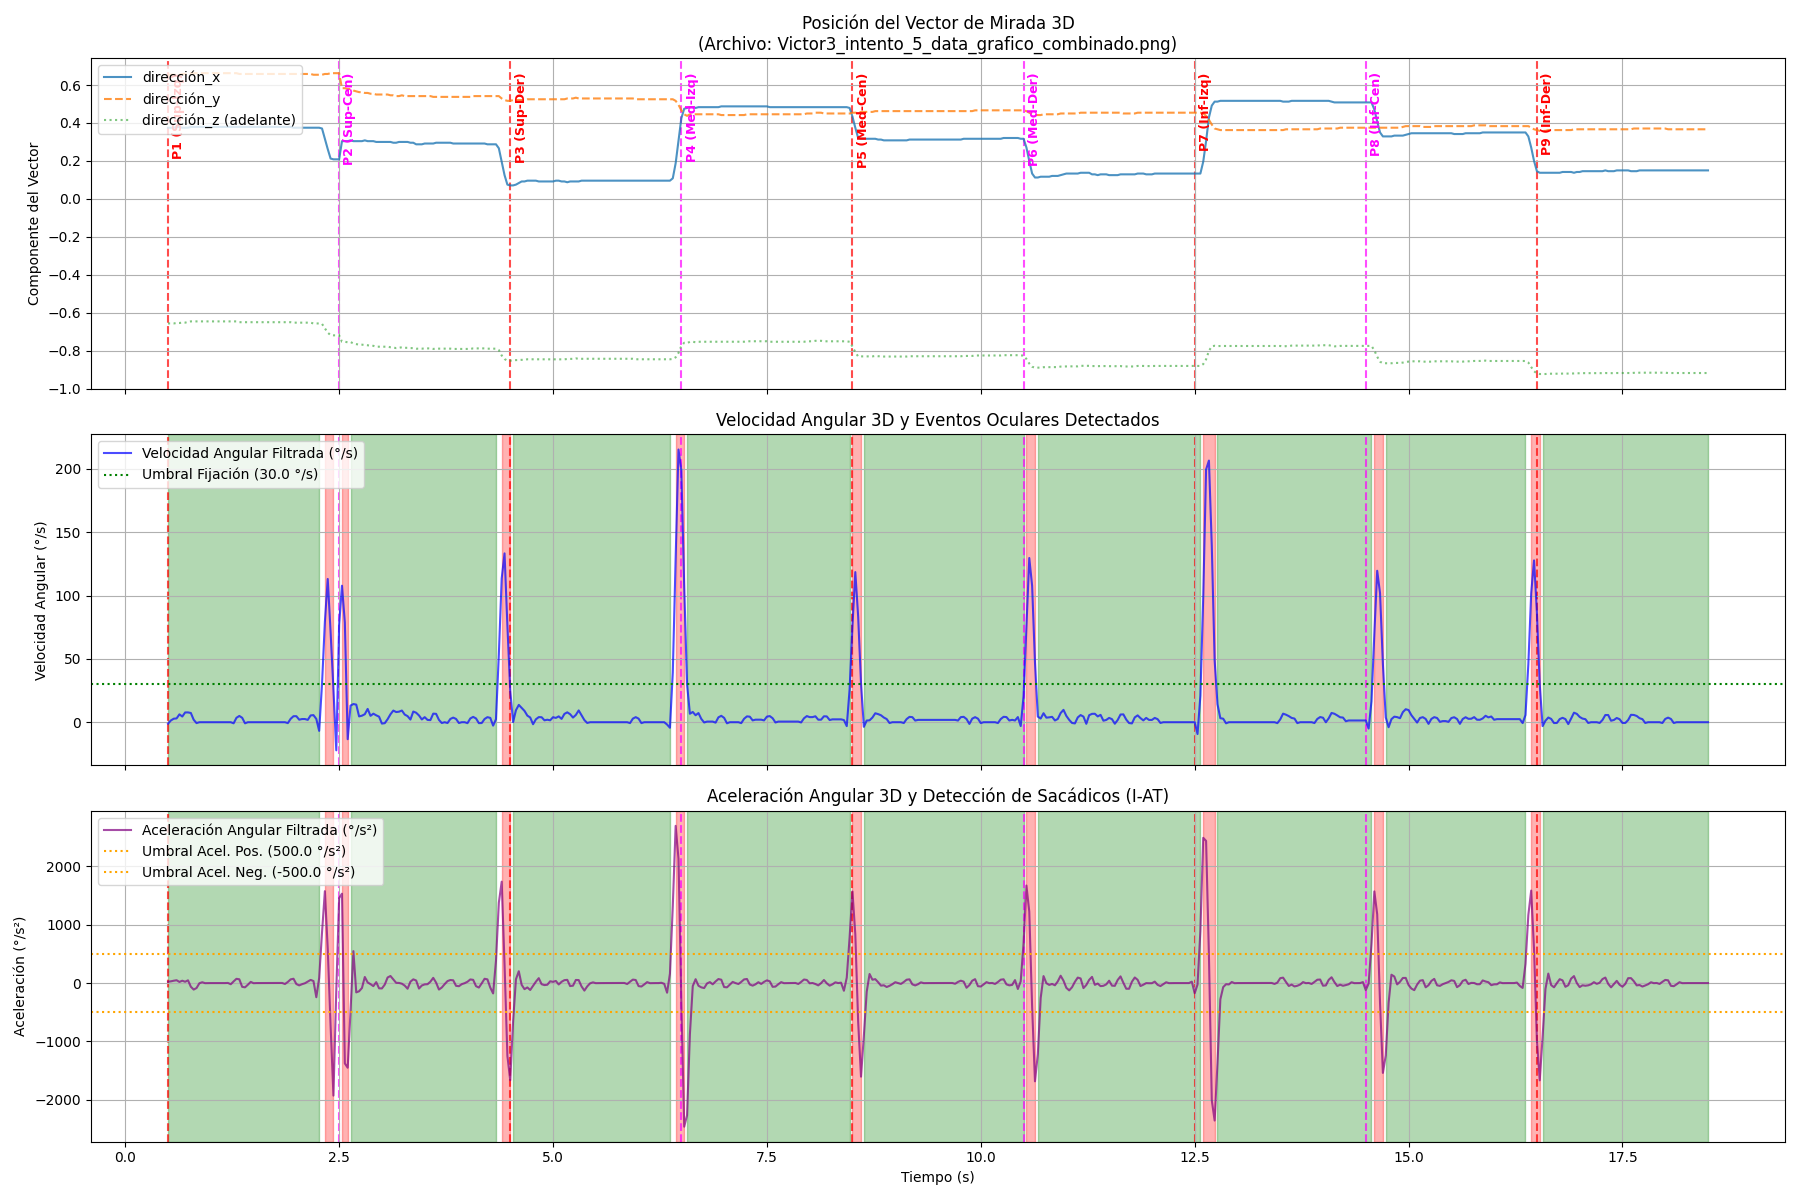 Posición del Vector de Mirada 3D
(Archivo: Victor3_intento_5_data_grafico_combinado.png)
dirección_x
dirección_y
dirección_z (adelante)
P1 (Sup-Izq)
P2 (Sup-Cen)
P3 (Sup-Der)
P4 (Med-Izq)
P5 (Med-Cen)
P6 (Med-Der)
P7 (Inf-Izq)
P8 (Inf-Cen)
P9 (Inf-Der)
Componente del Vector
0.6
0.4
0.2
0.0
−0.2
−0.4
−0.6
−0.8
−1.0
Velocidad Angular 3D y Eventos Oculares Detectados
Velocidad Angular Filtrada (°/s)
Umbral Fijación (30.0 °/s)
Velocidad Angular (°/s)
200
150
100
50
0
Aceleración Angular 3D y Detección de Sacádicos (I-AT)
Aceleración Angular Filtrada (°/s²)
Umbral Acel. Pos. (500.0 °/s²)
Umbral Acel. Neg. (-500.0 °/s²)
Aceleración (°/s²)
2000
1000
0
−1000
−2000
0.0 2.5 5.0 7.5 10.0 12.5 15.0 17.5
Tiempo (s)